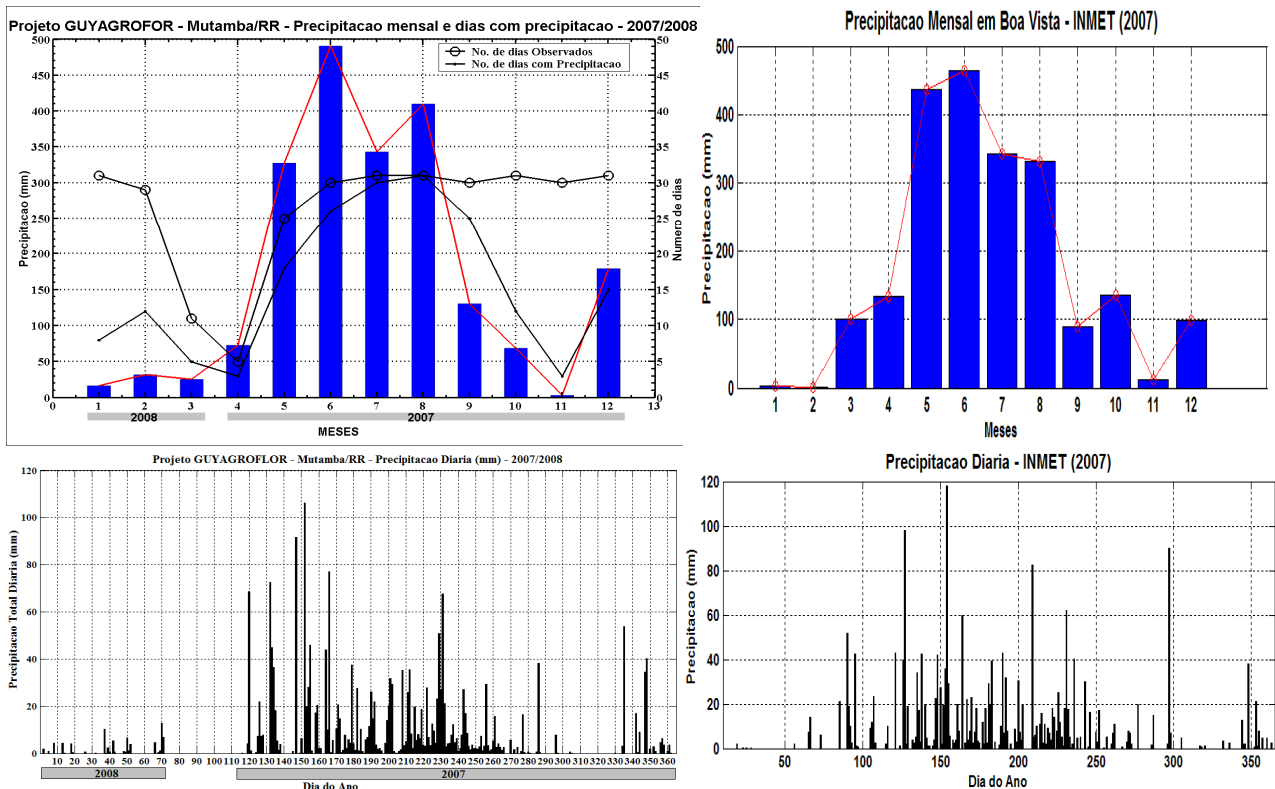 Projeto GUYAGROFOR - Mutamba/RR - Precipitacao mensal e dias com precipitacao - 2007/2008
No. de dias Observados
No. de dias com Precipitacao
Precipitacao (mm)
500
450
400
350
300
250
200
150
100
50
0
50
45
40
35
30
25
20
15
10
5
0
Numero de dias
0 1 2 3 4 5 6 7 8 9 10 11 12 13
2008 2007
MESES
Precipitacao Mensal em Boa Vista - INMET (2007)
Precipitacao (mm)
500
400
300
200
100
0
1 2 3 4 5 6 7 8 9 10 11 12
Meses
Projeto GUYAGROFLOR - Mutamba/RR - Precipitacao Diaria (mm) - 2007/2008
Precipitacao Total Diaria (mm)
120
100
80
60
40
20
0
10 20 30 40 50 60 70 80 90 100 110 120 130 140 150 160 170 180 190 200 210 220 230 240 250 260 270 280 290 300 310 320 330 340 350 360
2008 2007
Dia do Ano
Precipitacao Diaria - INMET (2007)
Precipitacao (mm)
120
100
80
60
40
20
0
50 100 150 200 250 300 350
Dia do Ano